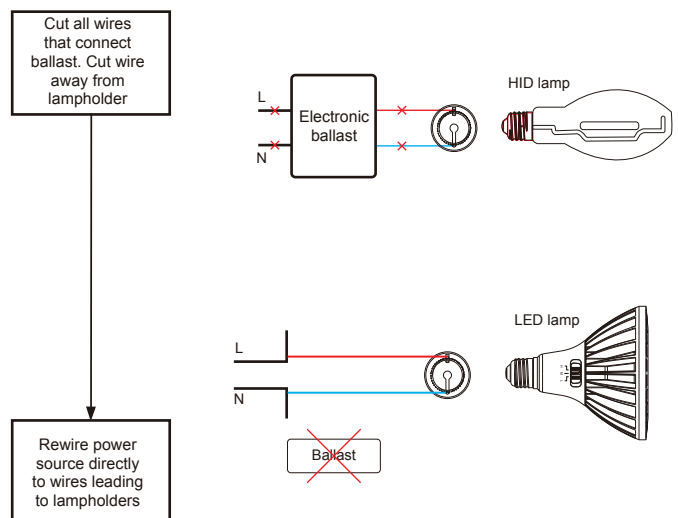 Cut all wires
that connect
ballast. Cut wire
away from
lampholder
HID lamp
L
Electronic
ballast
N
LED lamp
L
N
Ballast
Rewire power
source directly
to wires leading
to lampholders